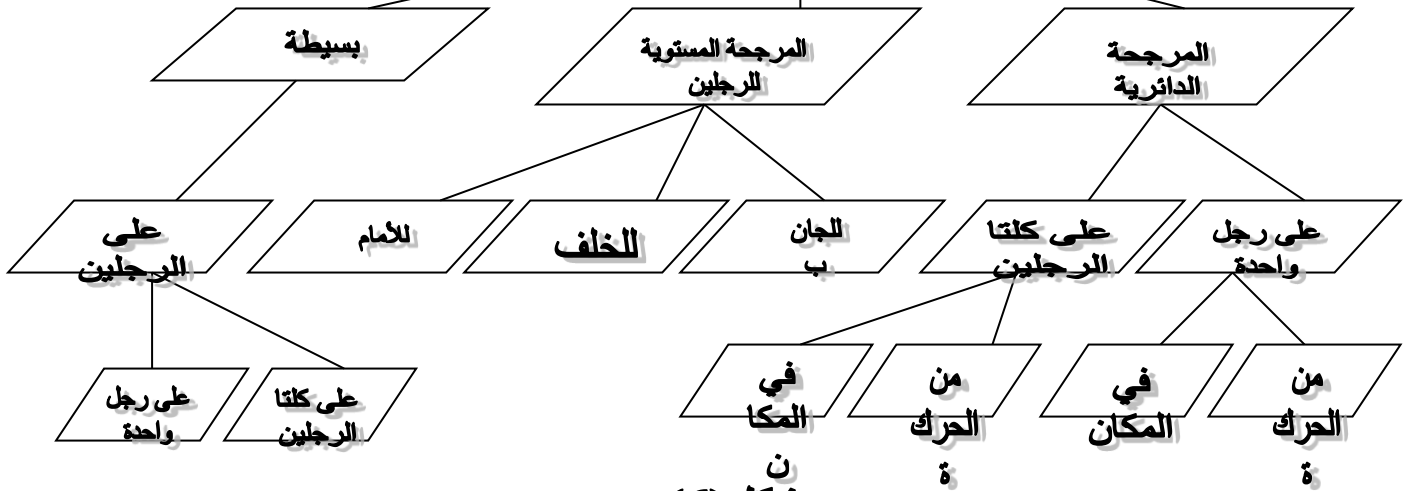 المرجحة
الدائرية
المرجحة المستوية
للرجلين
بسيطة
على رجل
واحدة
على كلتا
الرجلين
للجان
ب
للخلف
للأمام
على
الرجلين
من
الحرك
ة
في
المكان
من
الحرك
ة
في
المكا
ن
على كلتا
الرجلين
على رجل
واحدة